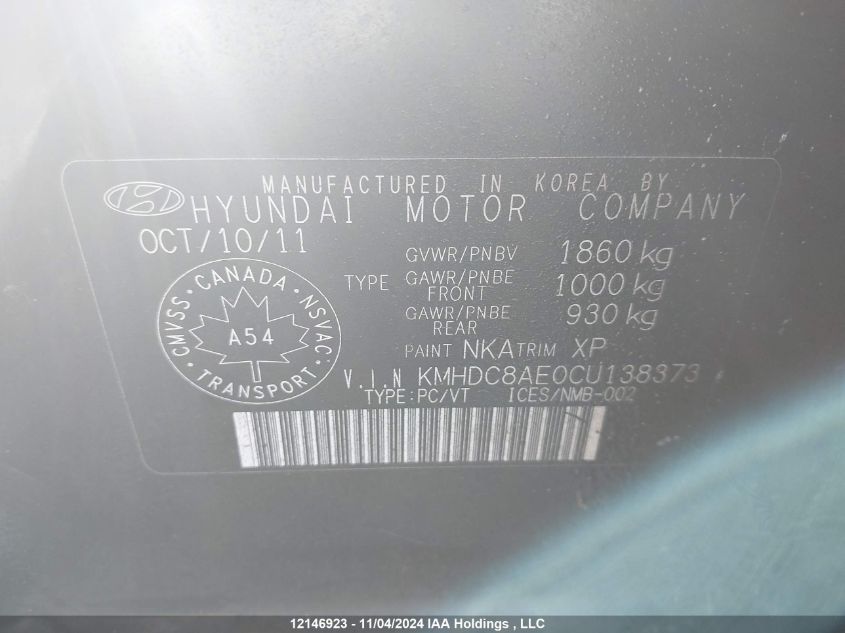 MANUFACTURED IN KOREA BY
HYUNDAI MOTOR COMPANY
OCT/10/11
GVWR/PNBV 1860 kg
TYPE GAWR/PNBE FRONT 1000 kg
GAWR/PNBE REAR 930 kg
PAINT NKA TRIM XP
CMVSS · CANADA · NSVAC · TRANSPORT ·
A54
V.I.N KMHDC8AE0CU138373
TYPE:PC/VT ICES/NMB-002
12146923 - 11/04/2024 IAA Holdings , LLC